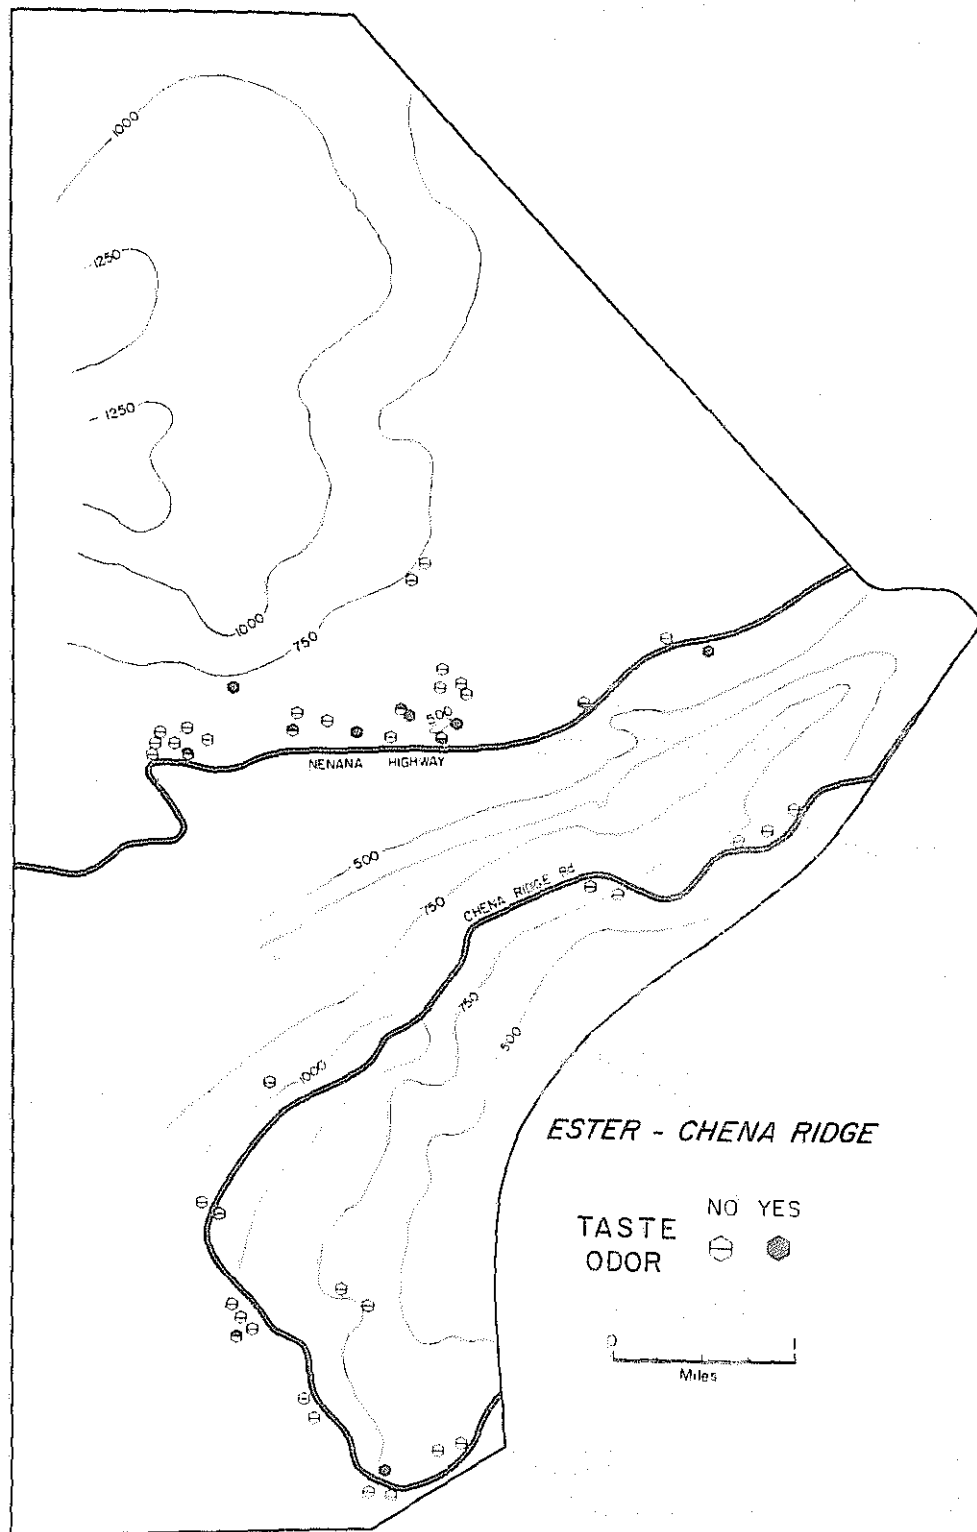 1000
1250
1250
1000
750
500
NENANA HIGHWAY
500
750
CHENA RIDGE Rd
750
500
1000
ESTER - CHENA RIDGE
NO YES
TASTE
ODOR
0 1
Miles